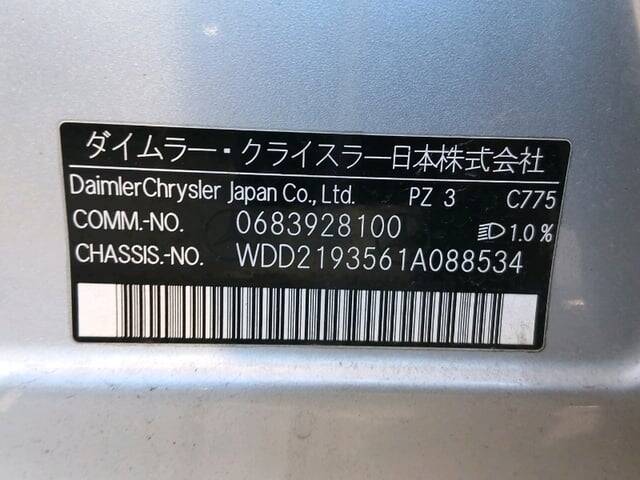 ダイムラー・クライスラー日本株式会社
DaimlerChrysler Japan Co., Ltd. PZ 3 C775
COMM.-NO. 0683928100 1.0 %
CHASSIS.-NO. WDD2193561A088534